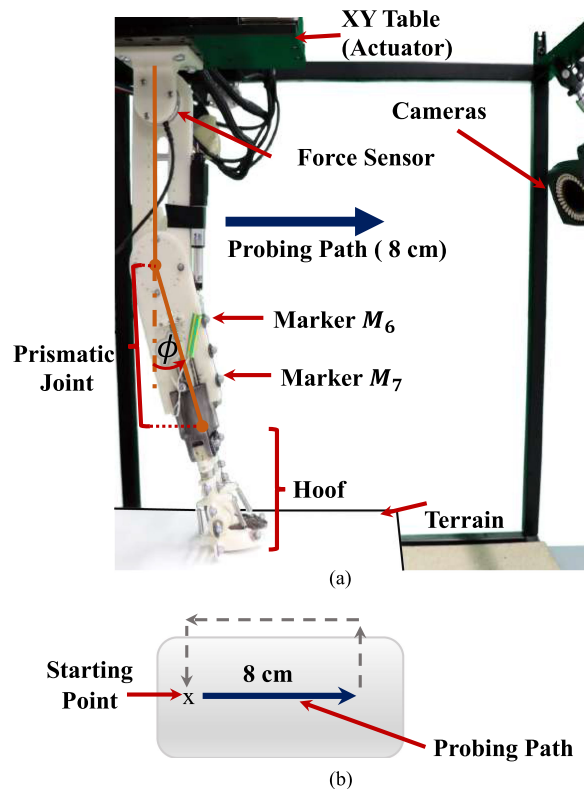 XY Table
(Actuator)
Cameras
Force Sensor
Probing Path ( 8 cm)
Marker M6
ϕ
Prismatic
Joint
Marker M7
Hoof
Terrain
(a)
Starting
Point
8 cm
x
Probing Path
(b)